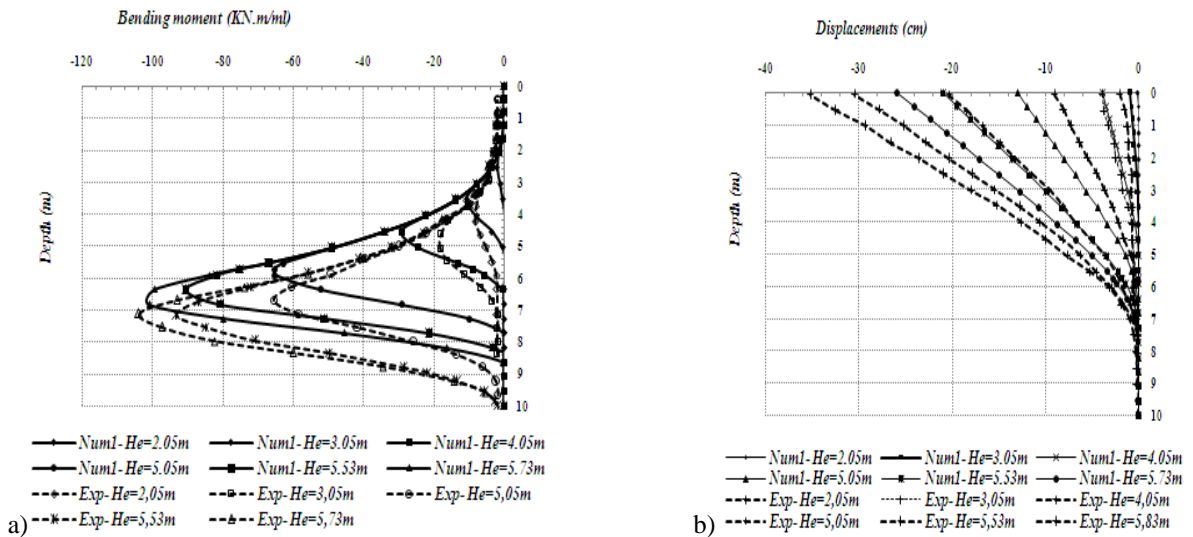 Bending moment (KN.m/ml)
-120 -100 -80 -60 -40 -20 0
0
1
2
3
4
5
6
7
8
9
10
Depth (m)
Num1- He=2.05m Num1- He=3.05m Num1- He=4.05m
Num1- He=5.05m Num1- He=5.53m Num1- He=5.73m
Exp- He=2,05m Exp- He=3,05m Exp- He=5,05m
Exp- He=5,53m Exp- He=5,73m
a)
Displacements (cm)
-40 -30 -20 -10 0
0
1
2
3
4
5
6
7
8
9
10
Depth (m)
Num1- He=2.05m Num1- He=3.05m Num1- He=4.05m
Num1- He=5.05m Num1- He=5.53m Num1- He=5.73m
Exp- He=2,05m Exp- He=3,05m Exp- He=4,05m
Exp- He=5,05m Exp- He=5,53m Exp- He=5,83m
b)